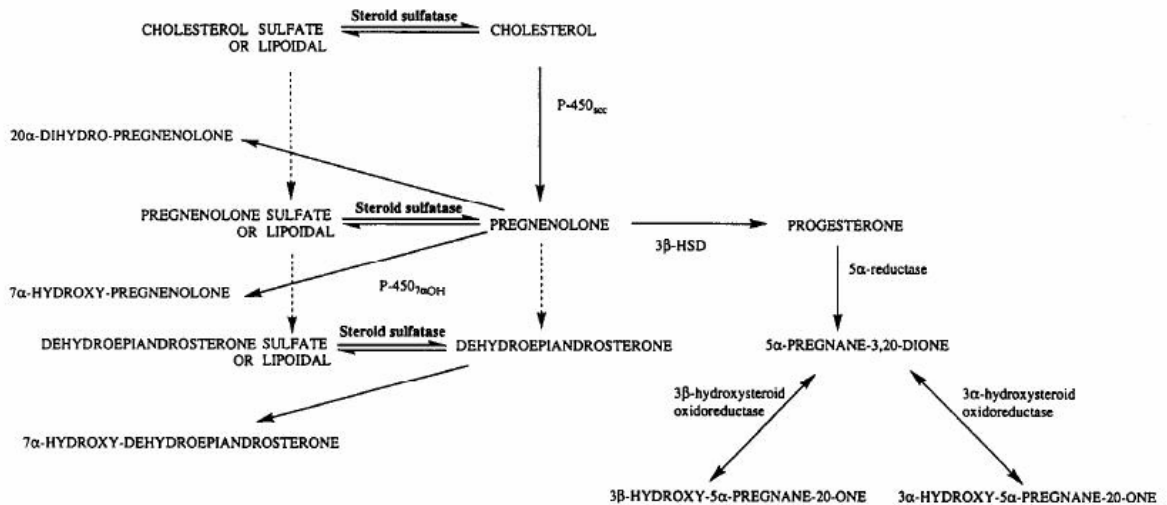 Steroid sulfatase
CHOLESTEROL SULFATE
OR LIPOIDAL
CHOLESTEROL
P-450scc
20α-DIHYDRO-PREGNENOLONE
Steroid sulfatase
PREGNENOLONE SULFATE
OR LIPOIDAL
PREGNENOLONE
3β-HSD
PROGESTERONE
5α-reductase
P-4507αOH
7α-HYDROXY-PREGNENOLONE
Steroid sulfatase
DEHYDROEPIANDROSTERONE SULFATE
OR LIPOIDAL
DEHYDROEPIANDROSTERONE
5α-PREGNANE-3,20-DIONE
3β-hydroxysteroid
oxidoreductase
3α-hydroxysteroid
oxidoreductase
7α-HYDROXY-DEHYDROEPIANDROSTERONE
3β-HYDROXY-5α-PREGNANE-20-ONE
3α-HYDROXY-5α-PREGNANE-20-ONE